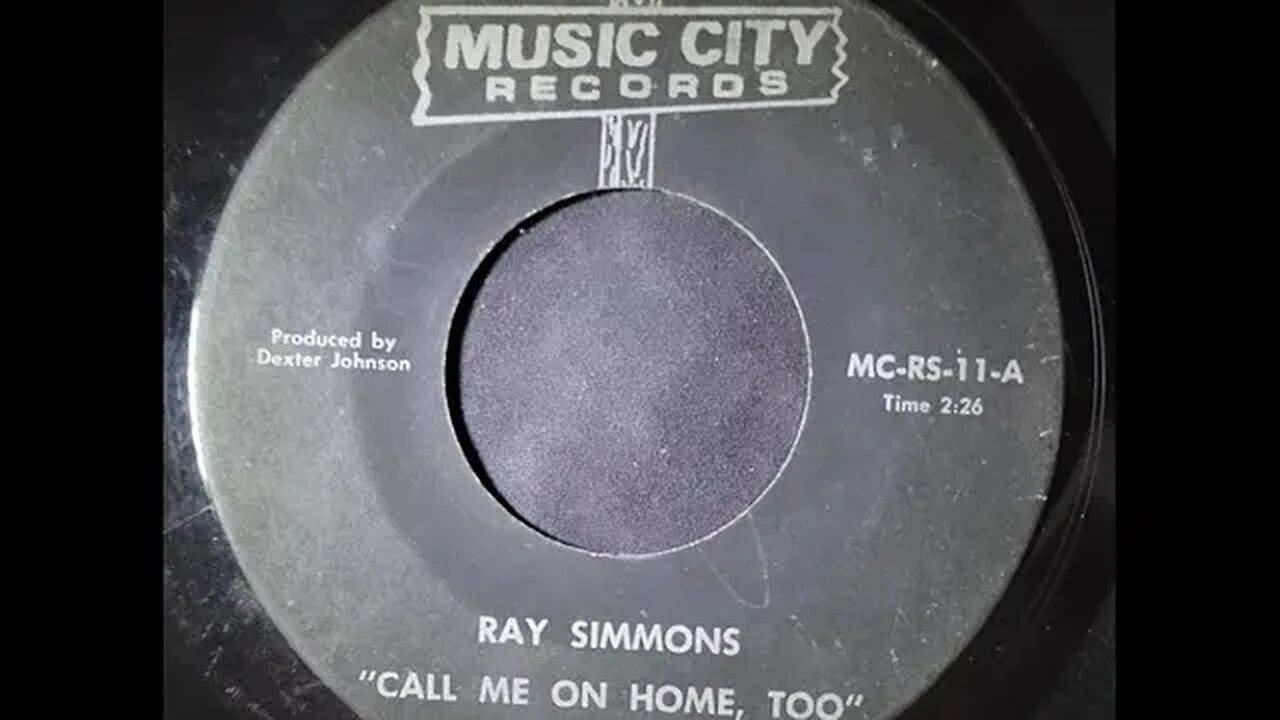 MUSIC CITY
RECORDS
Produced by
Dexter Johnson
MC-RS-11-A
Time 2:26
RAY SIMMONS
"CALL ME ON HOME, TOO"